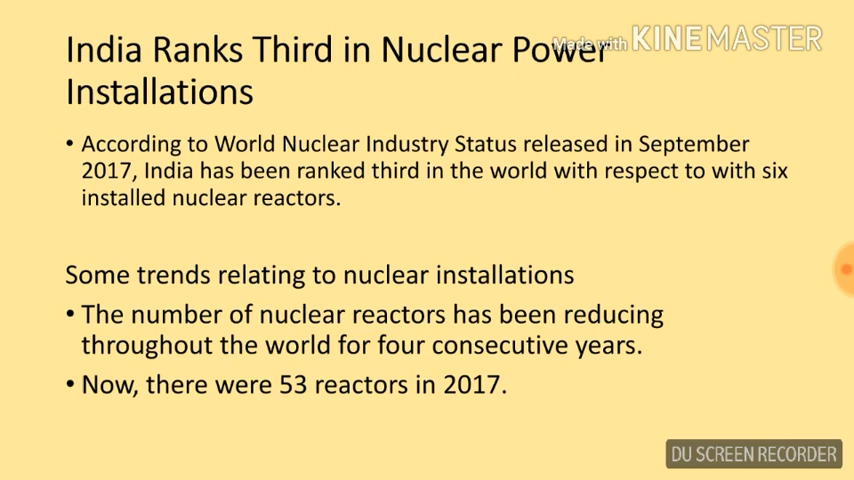 India Ranks Third in Nuclear Power
Made with KINEMASTER
Installations
• According to World Nuclear Industry Status released in September
2017, India has been ranked third in the world with respect to with six
installed nuclear reactors.
Some trends relating to nuclear installations
• The number of nuclear reactors has been reducing
throughout the world for four consecutive years.
• Now, there were 53 reactors in 2017.
DU SCREEN RECORDER